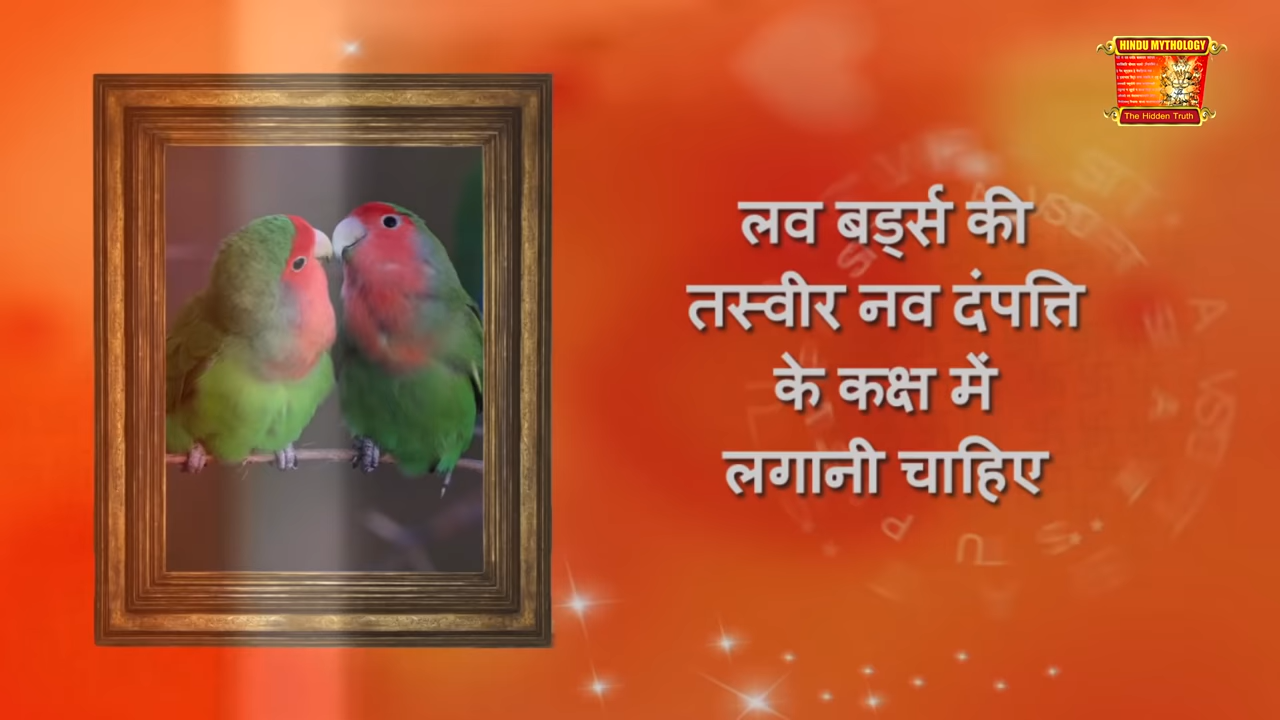 HINDU MYTHOLOGY
The Hidden Truth
लव बर्ड्स की
तस्वीर नव दंपत्ति
के कक्ष में
लगानी चाहिए